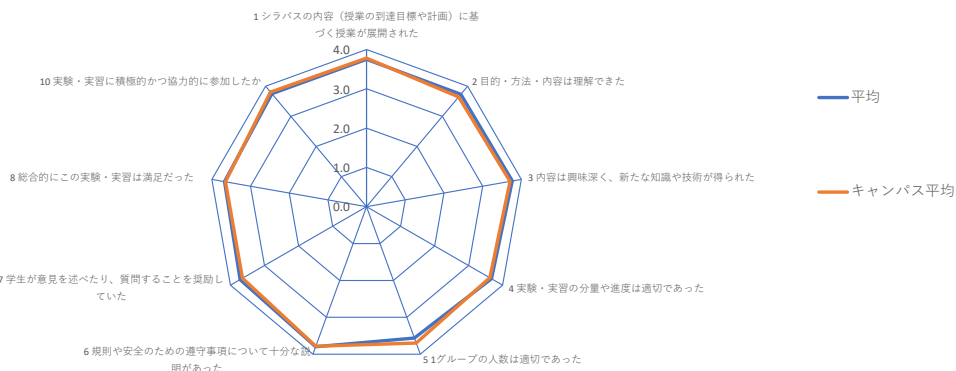 1 シラバスの内容（授業の到達目標や計画）に基
づく授業が展開された
4.0
3.0
2.0
1.0
0.0
2 目的・方法・内容は理解できた
3 内容は興味深く、新たな知識や技術が得られた
4 実験・実習の分量や進度は適切であった
5 1グループの人数は適切であった
6 規則や安全のための遵守事項について十分な説
明があった
7 学生が意見を述べたり、質問することを奨励し
ていた
8 総合的にこの実験・実習は満足だった
10 実験・実習に積極的かつ協力的に参加したか
平均
キャンパス平均